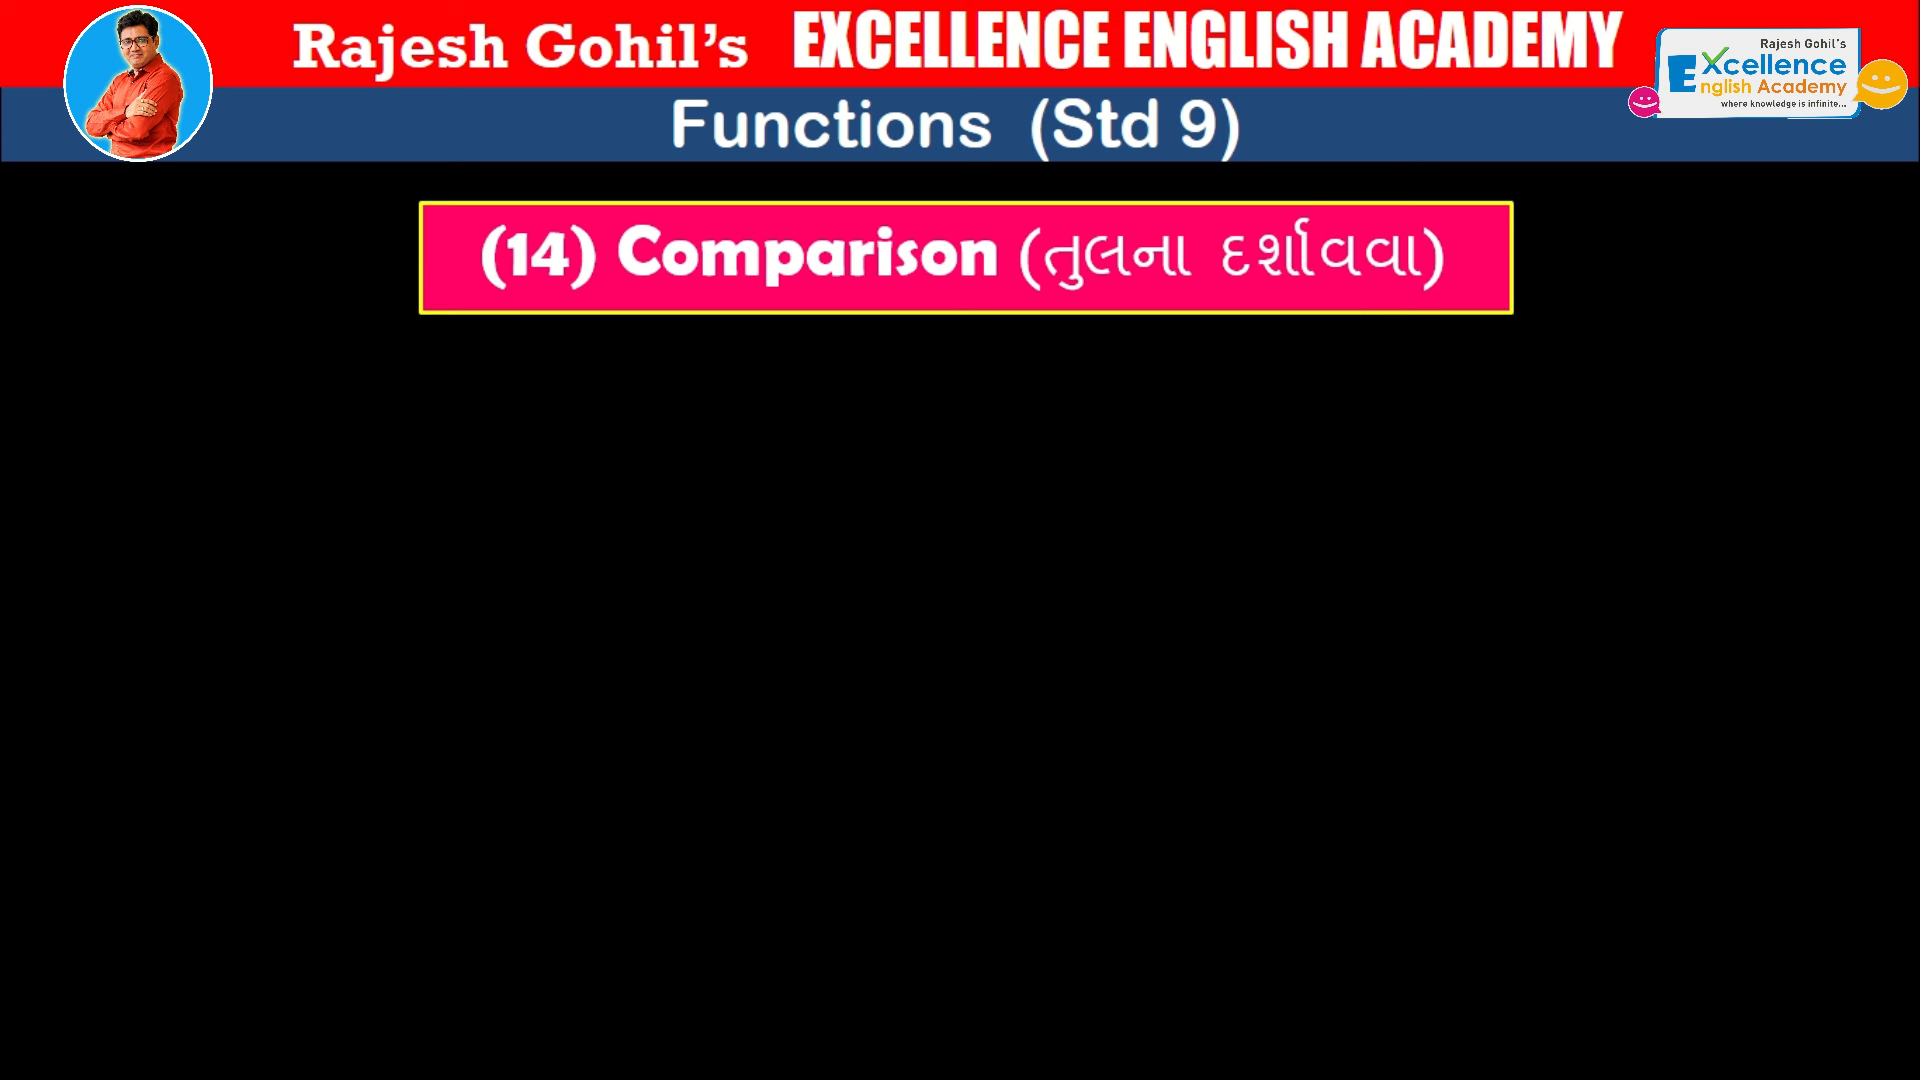 Rajesh Gohil’s EXCELLENCE ENGLISH ACADEMY
Rajesh Gohil's
Excellence
English Academy
where knowledge is infinite...
Functions (Std 9)
(14) Comparison (તુલના દર્શાવવા)